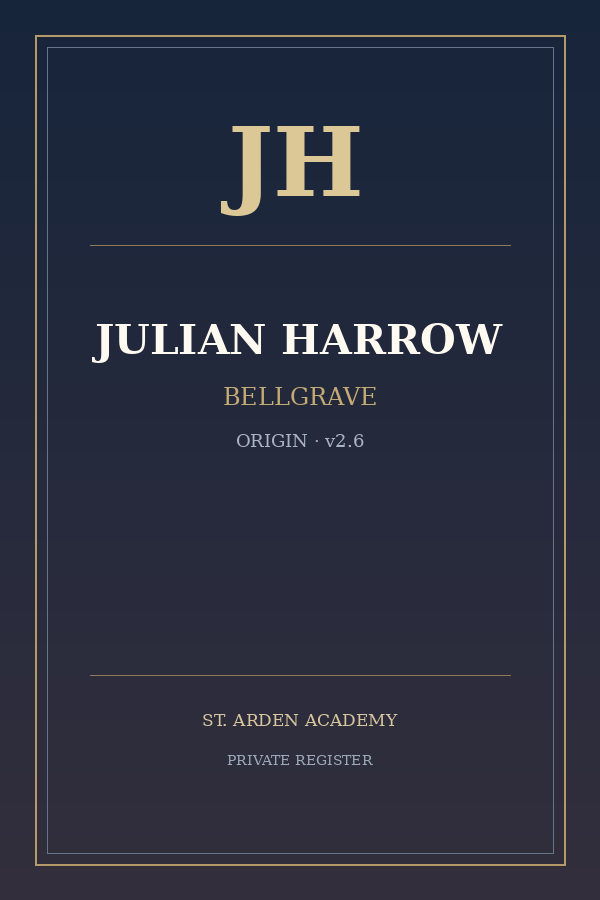 JH
JULIAN HARROW
BELLGRAVE
ORIGIN · v2.6
ST. ARDEN ACADEMY
PRIVATE REGISTER